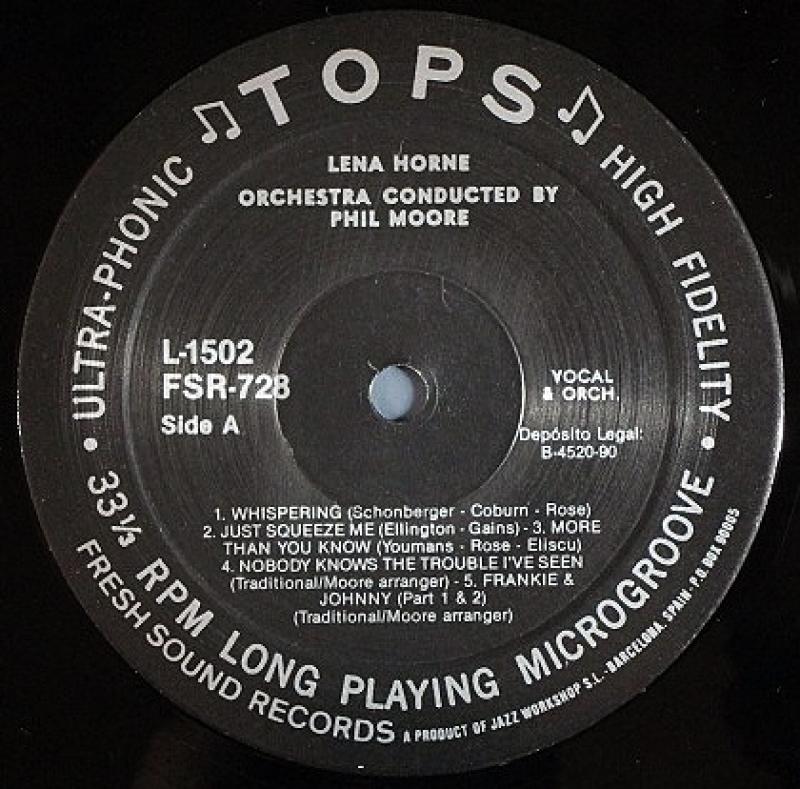 TOPS
ULTRA-PHONIC
HIGH FIDELITY
LENA HORNE
ORCHESTRA CONDUCTED BY
PHIL MOORE
L-1502
FSR-728
Side A
VOCAL
& ORCH.
Depósito Legal:
B-4520-90
1. WHISPERING (Schonberger - Coburn - Rose)
2. JUST SQUEEZE ME (Ellington - Gains) - 3. MORE
THAN YOU KNOW (Youmans - Rose - Eliscu)
4. NOBODY KNOWS THE TROUBLE I'VE SEEN
(Traditional/Moore arranger) - 5. FRANKIE &
JOHNNY (Part 1 & 2)
(Traditional/Moore arranger)
• 33⅓ RPM LONG PLAYING MICROGROOVE •
FRESH SOUND RECORDS A PRODUCT OF JAZZ WORKSHOP S.L.-BARCELONA, SPAIN - P.O. BOX 90005